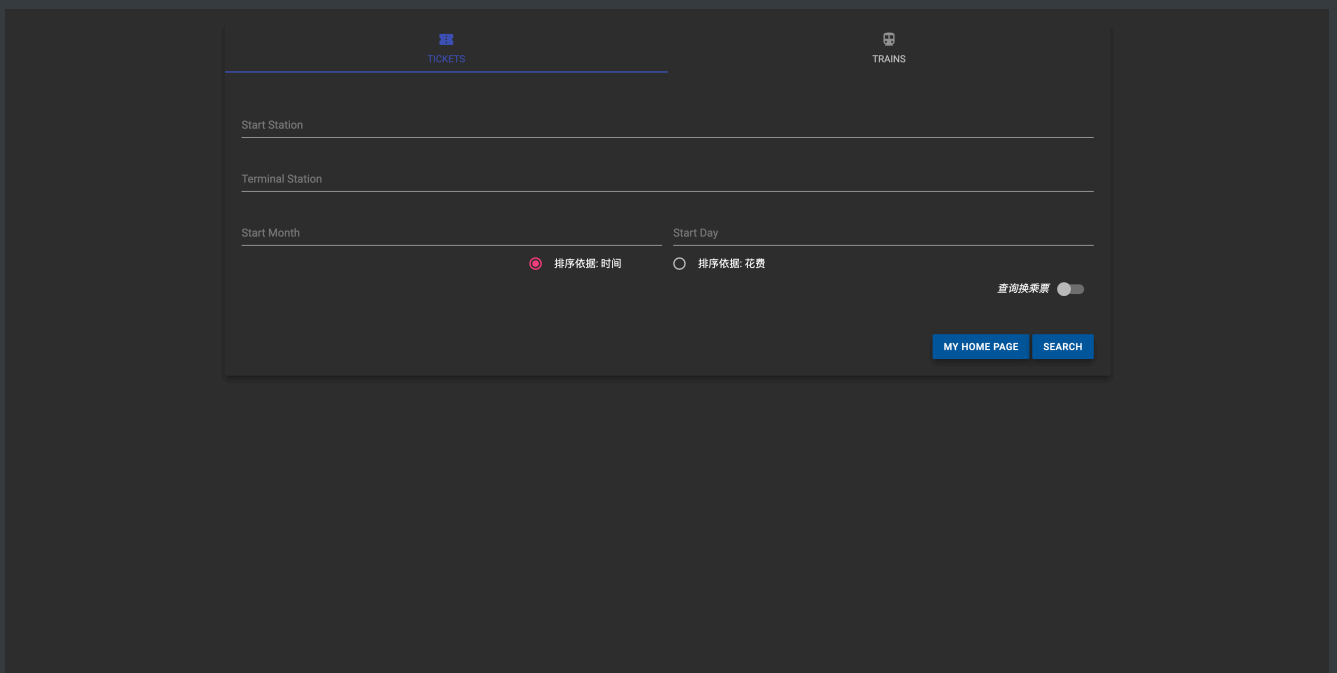 TICKETS
TRAINS
Start Station
Terminal Station
Start Month
Start Day
排序依据: 时间
排序依据: 花费
查询换乘票
MY HOME PAGE
SEARCH